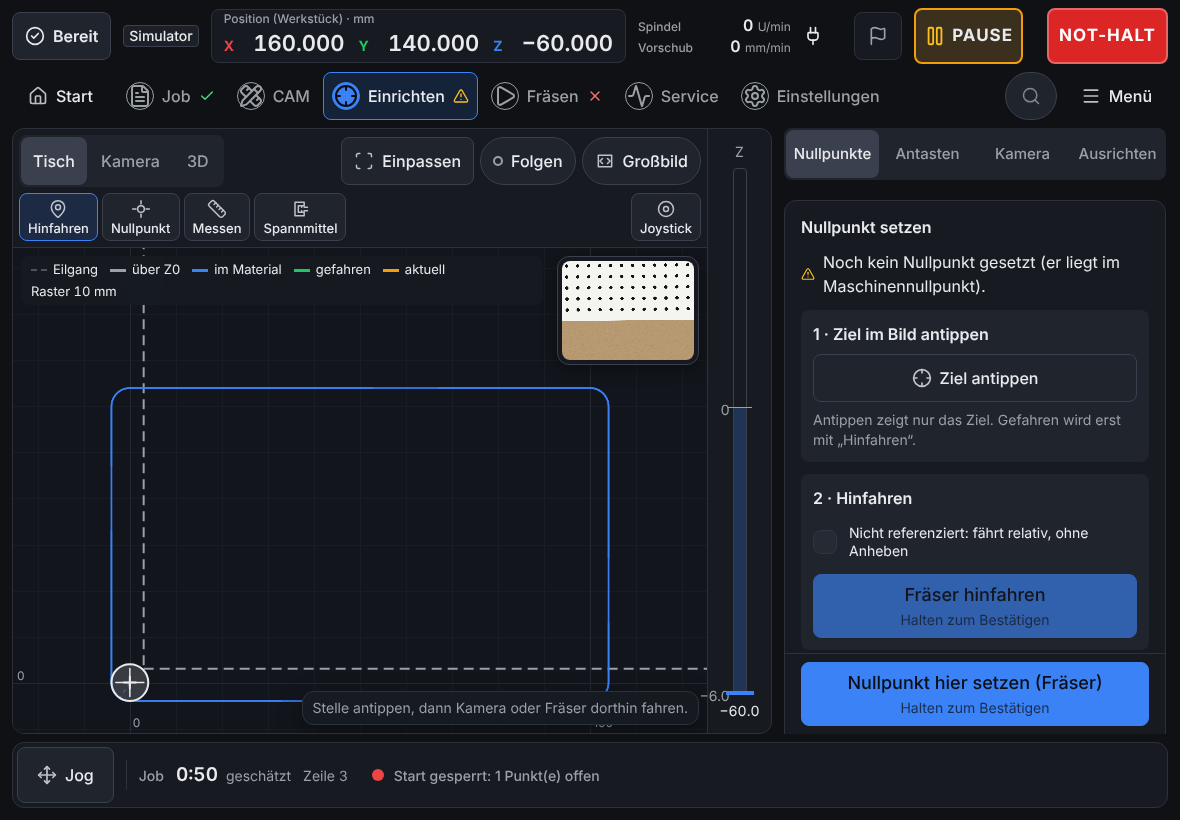 Bereit
Simulator
Position (Werkstück) · mm
X 160.000 Y 140.000 Z −60.000
Spindel 0 U/min
Vorschub 0 mm/min
PAUSE
NOT-HALT
Start
Job
CAM
Einrichten
Fräsen
Service
Einstellungen
Menü
Tisch
Kamera
3D
Einpassen
Folgen
Großbild
Hinfahren
Nullpunkt
Messen
Spannmittel
Joystick
Eilgang über Z0 im Material gefahren aktuell
Raster 10 mm
0
0
Stelle antippen, dann Kamera oder Fräser dorthin fahren.
Z
0
−6.0
−60.0
Nullpunkte
Antasten
Kamera
Ausrichten
Nullpunkt setzen
Noch kein Nullpunkt gesetzt (er liegt im
Maschinennullpunkt).
1 · Ziel im Bild antippen
Ziel antippen
Antippen zeigt nur das Ziel. Gefahren wird erst
mit „Hinfahren“.
2 · Hinfahren
Nicht referenziert: fährt relativ, ohne
Anheben
Fräser hinfahren
Halten zum Bestätigen
Nullpunkt hier setzen (Fräser)
Halten zum Bestätigen
Jog
Job 0:50 geschätzt Zeile 3
Start gesperrt: 1 Punkt(e) offen